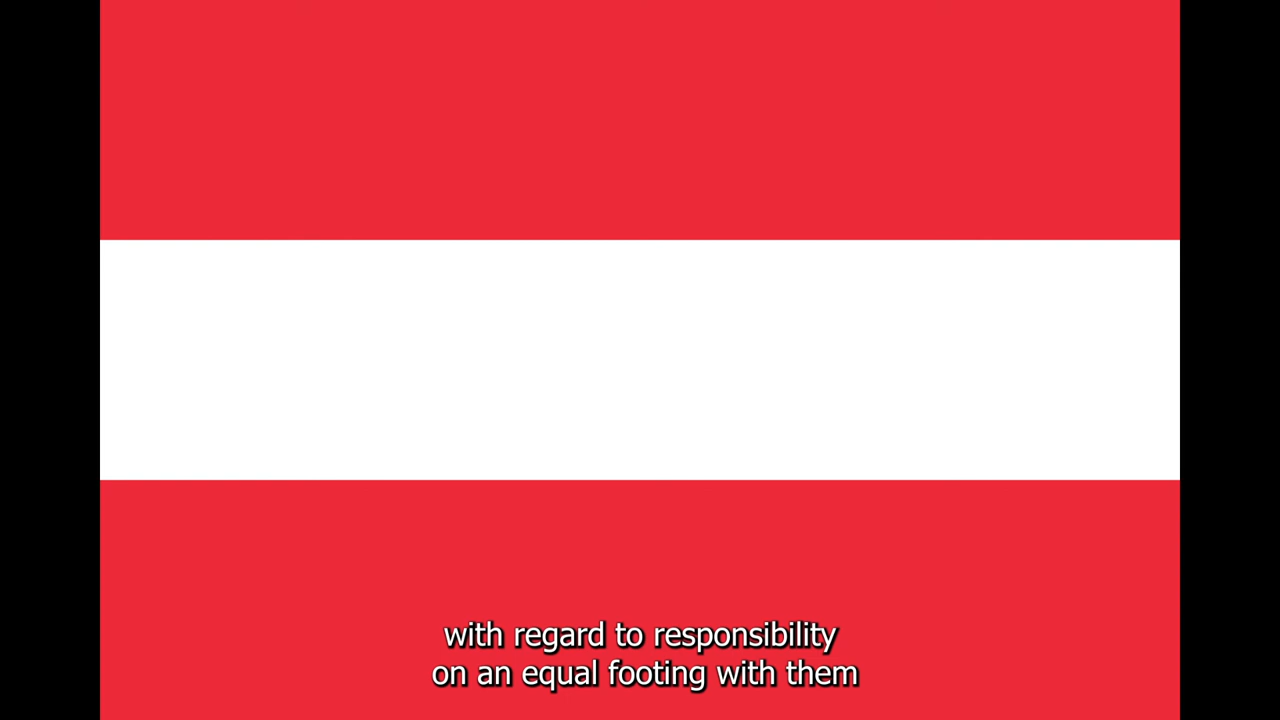 with regard to responsibility
on an equal footing with them